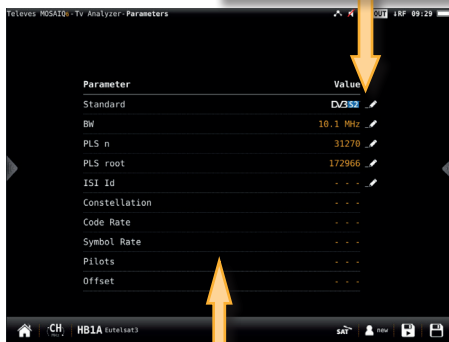 Televes MOSAIQ6-Tv Analyzer-Parameters OUT ↓RF 09:29
Parameter Value
Standard DVB S2
BW 10.1 MHz
PLS n 31270
PLS root 172966
ISI Id - - -
Constellation - - -
Code Rate - - -
Symbol Rate - - -
Pilots - - -
Offset - - -
CH HB1A Eutelsat3 SAT new